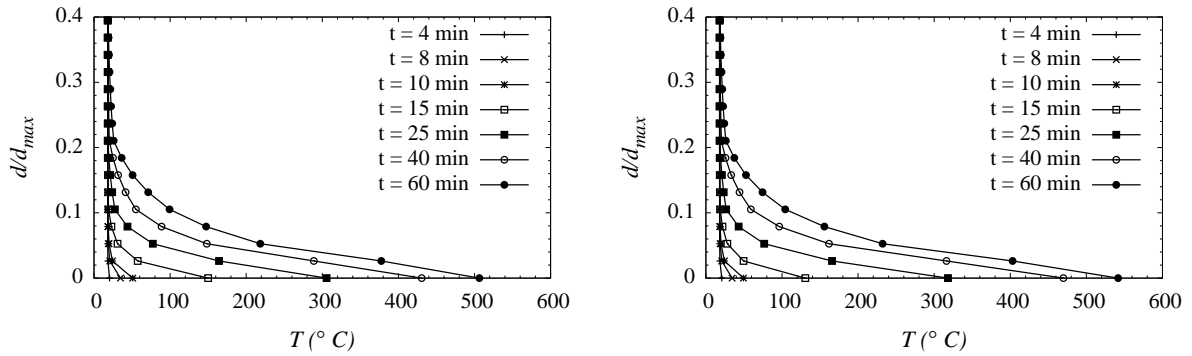 0.4
0.3
0.2
0.1
0
d/d_max
0 100 200 300 400 500 600
T (° C)
t = 4 min
t = 8 min
t = 10 min
t = 15 min
t = 25 min
t = 40 min
t = 60 min
0.4
0.3
0.2
0.1
0
d/d_max
0 100 200 300 400 500 600
T (° C)
t = 4 min
t = 8 min
t = 10 min
t = 15 min
t = 25 min
t = 40 min
t = 60 min